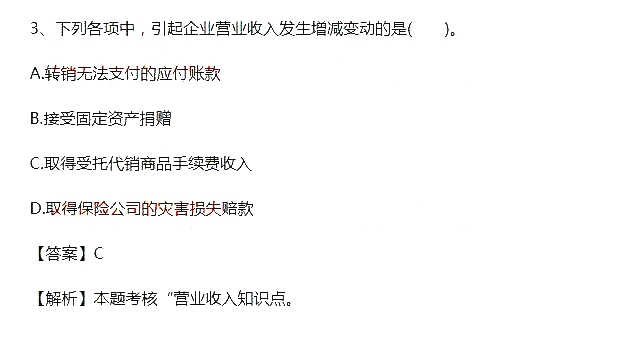 3、下列各项中，引起企业营业收入发生增减变动的是(  )。
A.转销无法支付的应付账款
B.接受固定资产捐赠
C.取得受托代销商品手续费收入
D.取得保险公司的灾害损失赔款
【答案】C
【解析】本题考核“营业收入知识点。